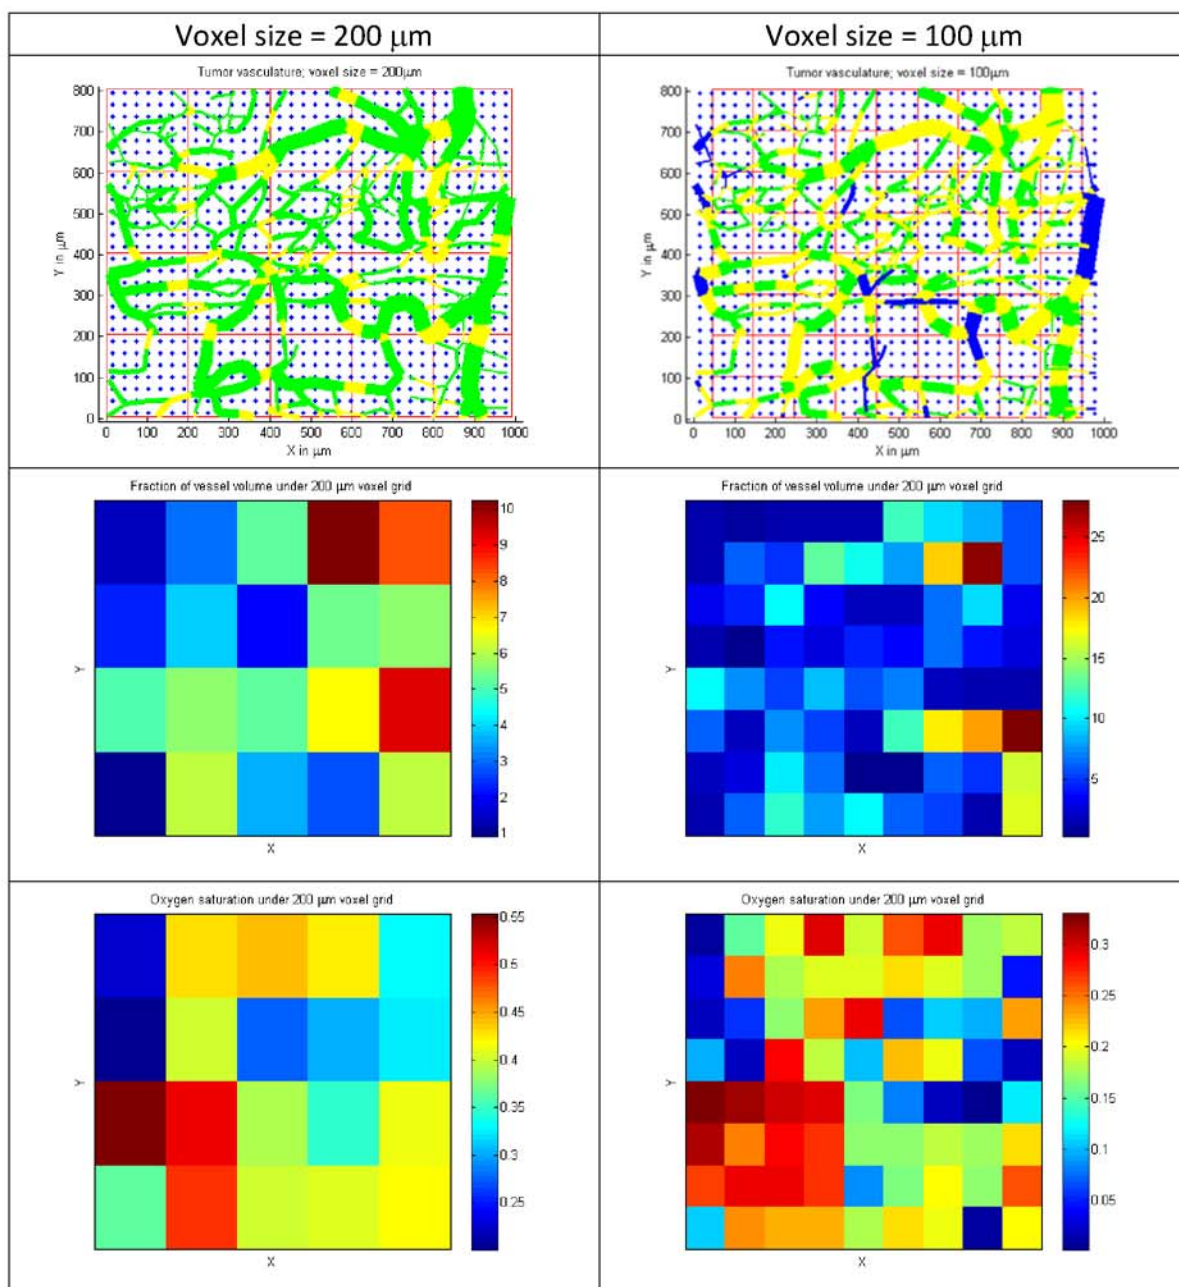 Voxel size = 200 μm
Voxel size = 100 μm
Tumor vasculature; voxel size = 200μm
800
700
600
500
400
300
200
100
0
Y in μm
0 100 200 300 400 500 600 700 800 900 1000
X in μm
Tumor vasculature; voxel size = 100μm
800
700
600
500
400
300
200
100
0
Y in μm
0 100 200 300 400 500 600 700 800 900 1000
X in μm
Fraction of vessel volume under 200 μm voxel grid
Y
X
10
9
8
7
6
5
4
3
2
1
Fraction of vessel volume under 200 μm voxel grid
Y
X
25
20
15
10
5
Oxygen saturation under 200 μm voxel grid
Y
X
0.55
0.5
0.45
0.4
0.35
0.3
0.25
Oxygen saturation under 200 μm voxel grid
Y
X
0.3
0.25
0.2
0.15
0.1
0.05